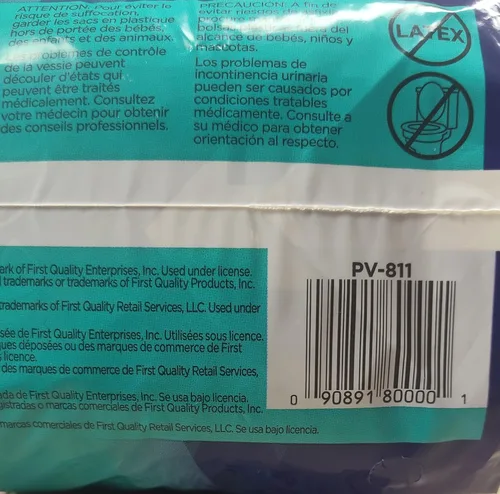 ATTENTION: Pour éviter le
risque de suffocation,
garder les sacs en plastique
hors de portée des bébés,
des enfants et des animaux.
oblèmes de contrôle
de la vessie peuvent
découler d'états qui
peuvent être traités
médicalement. Consultez
votre médecin pour obtenir
des conseils professionnels.
PRECAUCIÓN: A fin de
evitar
bolsas
alcance de bebés, niños y
mascotas.
Los problemas de
incontinencia urinaria
pueden ser causados por
condiciones tratables
médicamente. Consulte a
su médico para obtener
orientación al respecto.
LATEX
ark of First Quality Enterprises, Inc. Used under license.
l trademarks or trademarks of First Quality Products, Inc.
trademarks of First Quality Retail Services, LLC. Used under
sée de First Quality Enterprises, Inc. Utilisées sous licence.
ques déposées ou des marques de commerce de First
s licence.
des marques de commerce de First Quality Retail Services,
ada de First Quality Enterprises, Inc. Se usa bajo licencia.
gistradas o marcas comerciales de First Quality Products, Inc.
marcas comerciales de First Quality Retail Services, LLC. Se usa bajo licencia.
PV-811
0 90891 80000 1